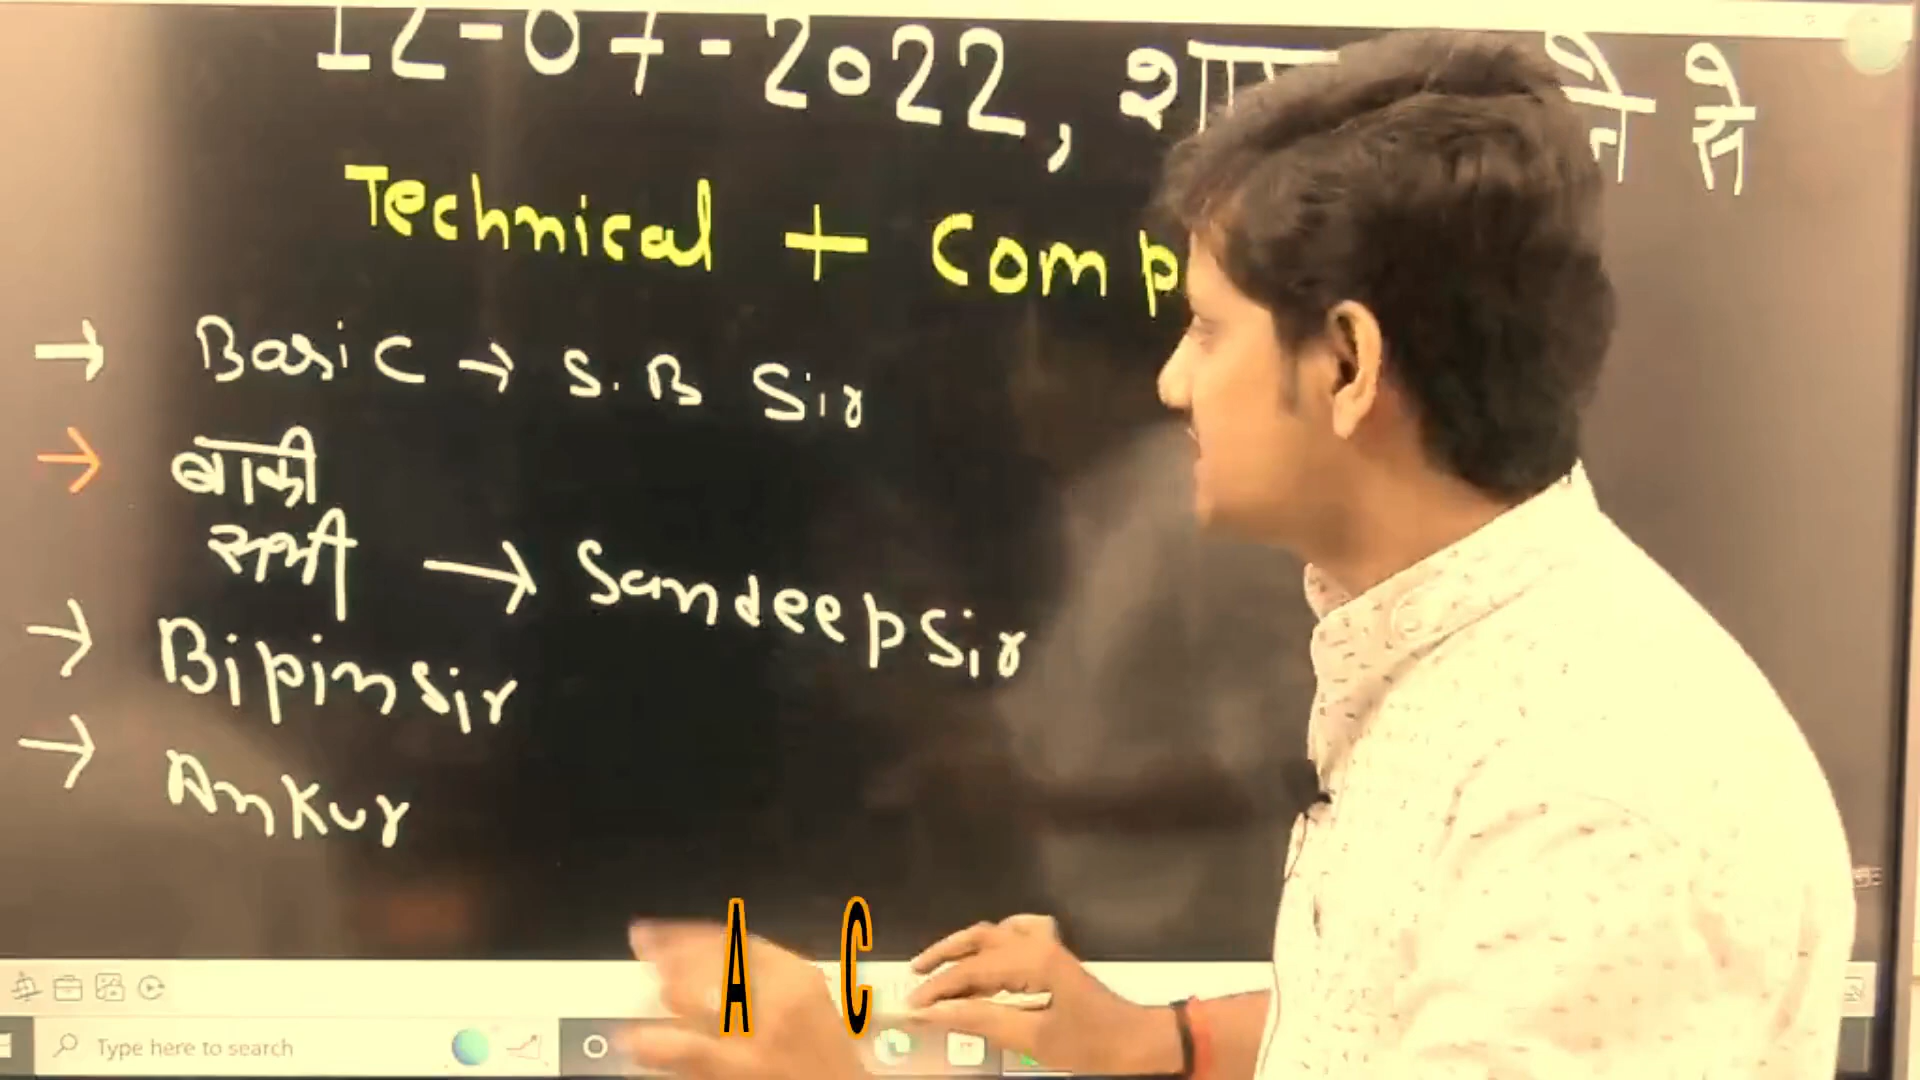 12-07-2022, ने से
Technical + Comp
→ Basic → S.B Sir
→ बाकी
सभी → Sandeep Sir
→ Bipin Sir
→ Ankur
A C
Type here to search